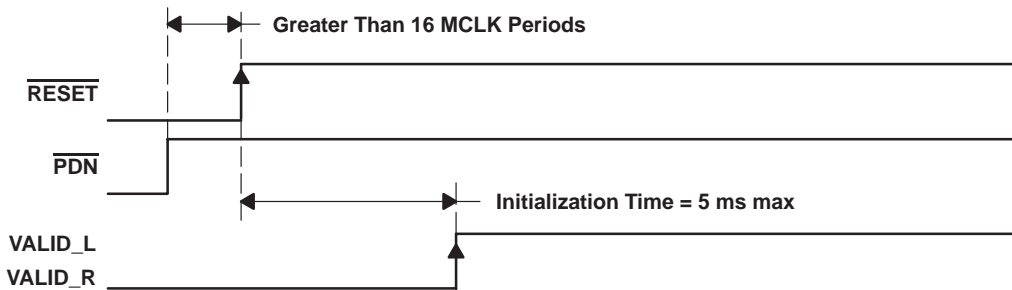 Greater Than 16 MCLK Periods
RESET
PDN
Initialization Time = 5 ms max
VALID_L
VALID_R